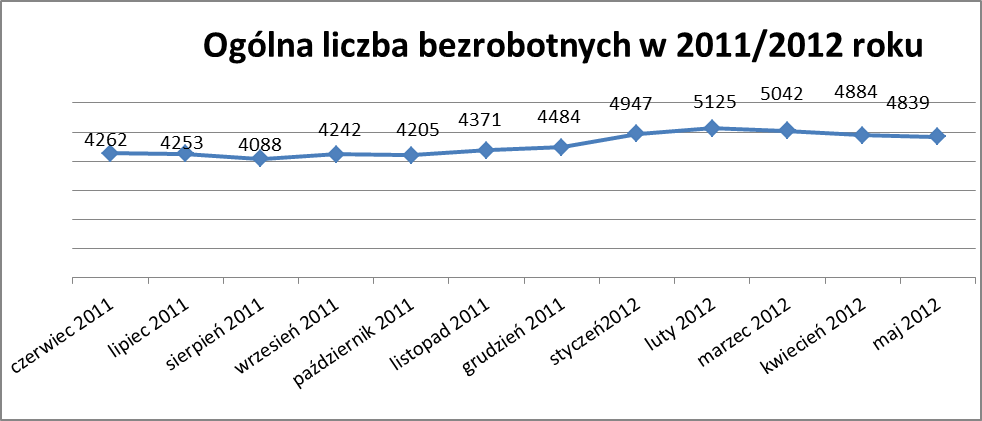 Ogólna liczba bezrobotnych w 2011/2012 roku
4262
4253
4088
4242
4205
4371
4484
4947
5125
5042
4884
4839
czerwiec 2011
lipiec 2011
sierpień 2011
wrzesień 2011
październik 2011
listopad 2011
grudzień 2011
styczeń2012
luty 2012
marzec 2012
kwiecień 2012
maj 2012